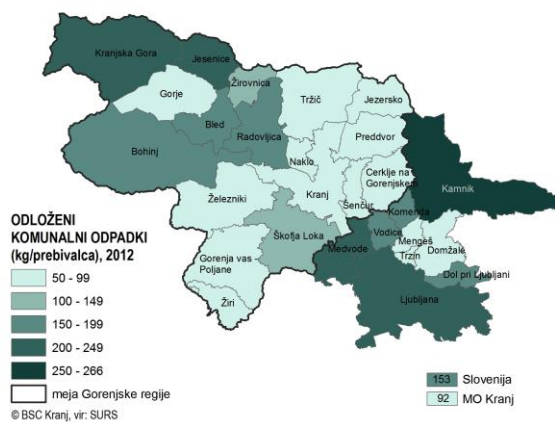 Kranjska Gora
Jesenice
Žirovnica
Gorje
Tržič
Jezersko
Bled
Radovljica
Preddvor
Bohinj
Naklo
Cerklje na
Gorenjskem
Kamnik
Železniki
Kranj
Šenčur
Komenda
Škofja Loka
Vodice
Mengeš
Domžale
Gorenja vas
Poljane
Medvode
Trzin
Dol pri Ljubljani
Žiri
Ljubljana
ODLOŽENI
KOMUNALNI ODPADKI
(kg/prebivalca), 2012
50 - 99
100 - 149
150 - 199
200 - 249
250 - 266
meja Gorenjske regije
© BSC Kranj, vir: SURS
153 Slovenija
92 MO Kranj